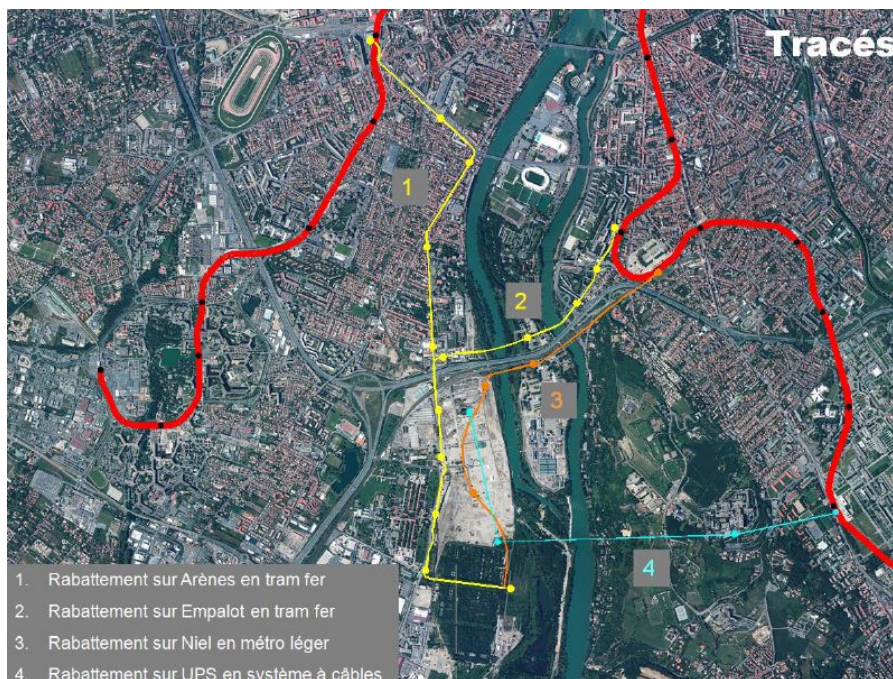 Tracés
1
2
3
4
1. Rabattement sur Arènes en tram fer
2. Rabattement sur Empalot en tram fer
3. Rabattement sur Niel en métro léger
4. Rabattement sur UPS en système à câbles